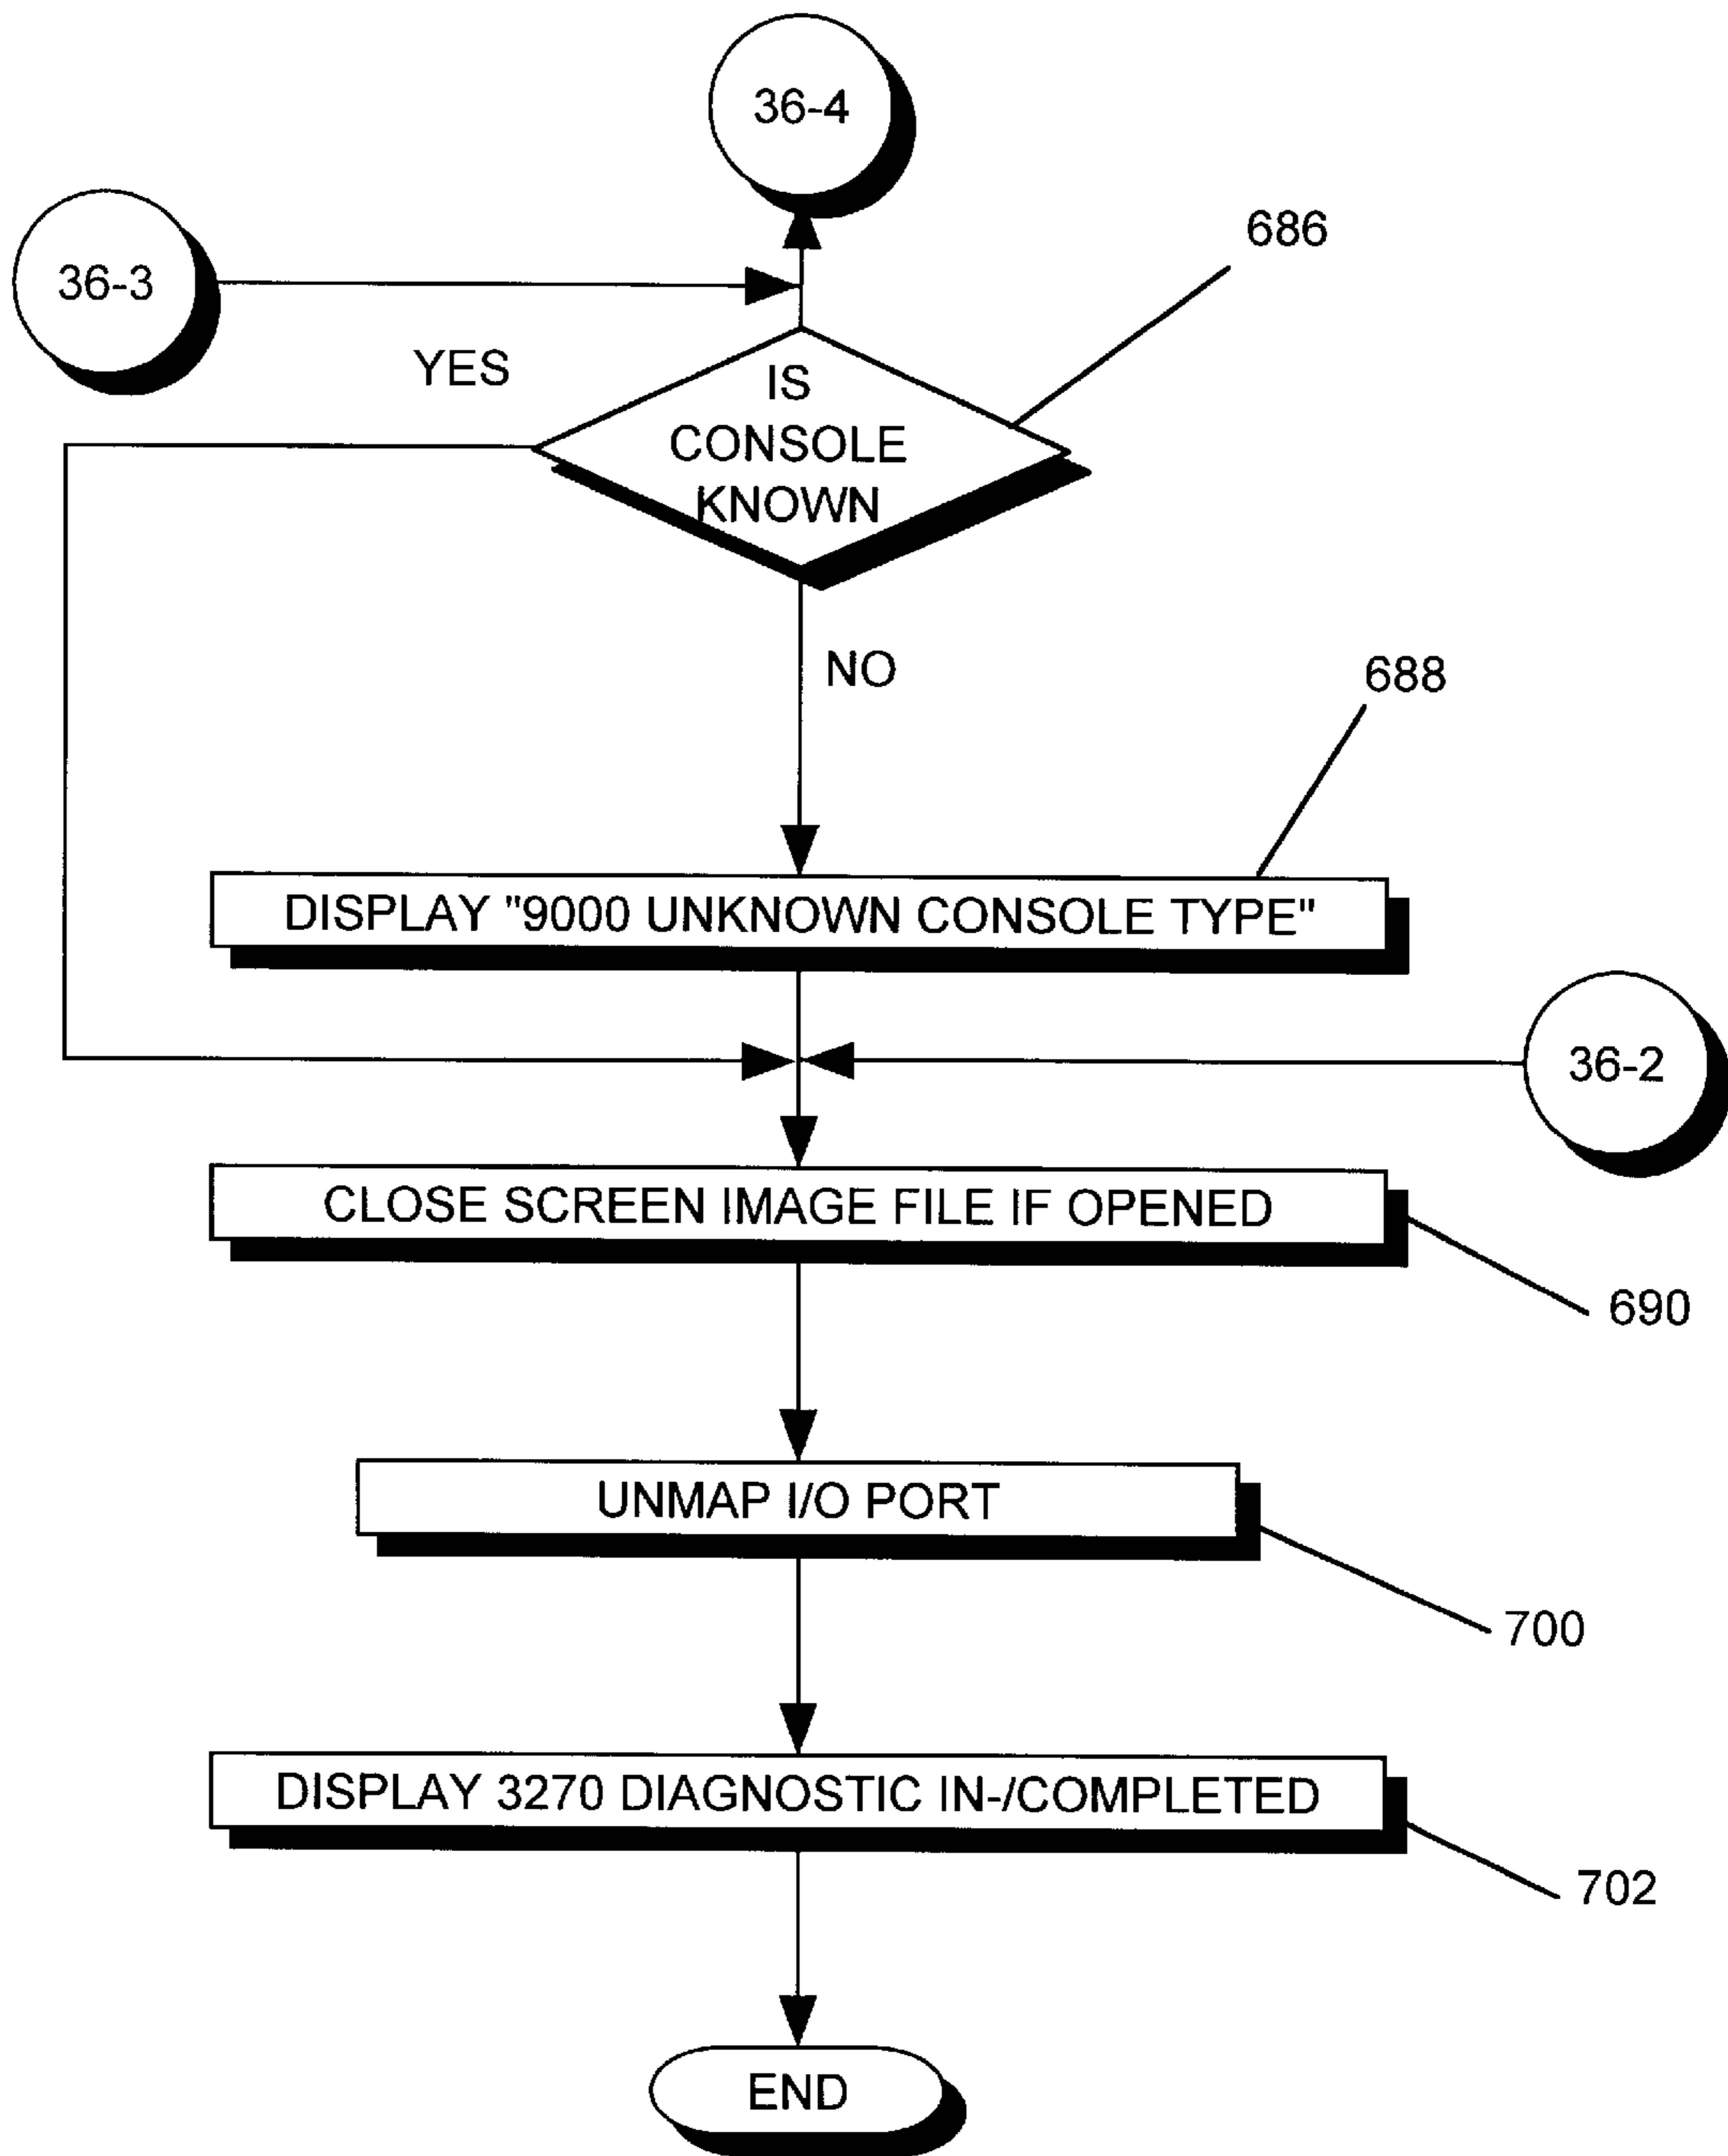 36-4
36-3
686
YES
IS
CONSOLE
KNOWN
NO
688
DISPLAY "9000 UNKNOWN CONSOLE TYPE"
36-2
CLOSE SCREEN IMAGE FILE IF OPENED
690
UNMAP I/O PORT
700
DISPLAY 3270 DIAGNOSTIC IN-/COMPLETED
702
END